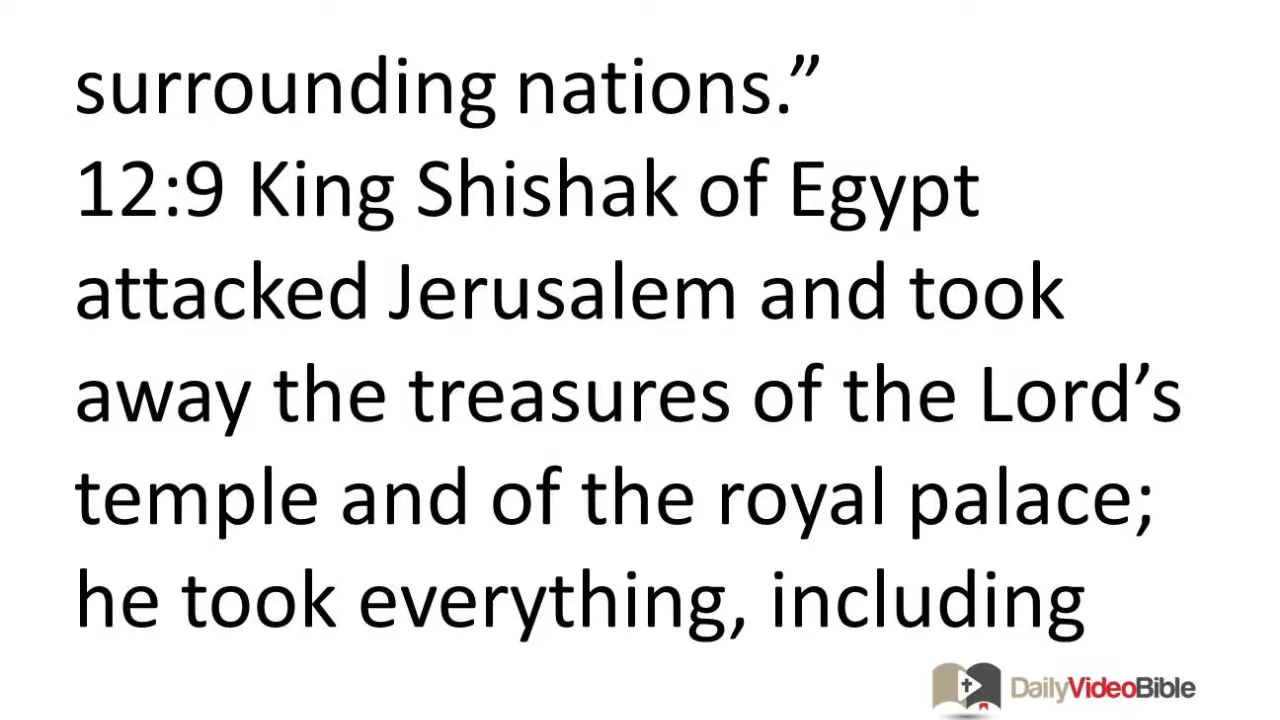 surrounding nations.”
12:9 King Shishak of Egypt
attacked Jerusalem and took
away the treasures of the Lord’s
temple and of the royal palace;
he took everything, including
DailyVideoBible